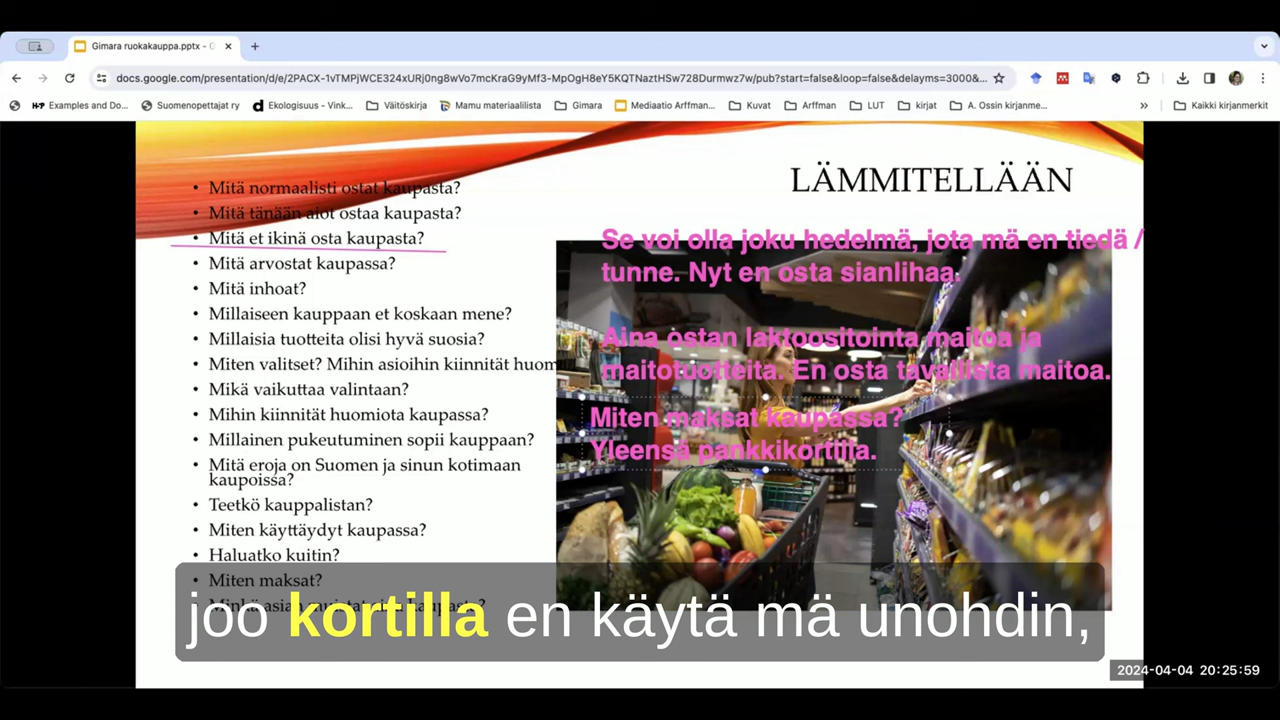 Gimara ruokakauppa.pptx - G
docs.google.com/presentation/d/e/2PACX-1vTMPjWCE324xURj0ng8wVo7mcKraG9yMf3-MpOgH8eY5KQTNaztHSw728Durmwz7w/pub?start=false&loop=false&delayms=3000&...
Examples and Do... Suomenopettajat ry Ekologisuus - Vink... Väitöskirja Mamu materiaalilista Gimara Mediaatio Arffman... Kuvat Arffman LUT kirjat A. Ossin kirjanme... » Kaikki kirjanmerkit
LÄMMITELLÄÄN
• Mitä normaalisti ostat kaupasta?
• Mitä tänään aiot ostaa kaupasta?
• Mitä et ikinä osta kaupasta?
• Mitä arvostat kaupassa?
• Mitä inhoat?
• Millaiseen kauppaan et koskaan mene?
• Millaisia tuotteita olisi hyvä suosia?
• Miten valitset? Mihin asioihin kiinnität huom
• Mikä vaikuttaa valintaan?
• Mihin kiinnität huomiota kaupassa?
• Millainen pukeutuminen sopii kauppaan?
• Mitä eroja on Suomen ja sinun kotimaan
kaupoissa?
• Teetkö kauppalistan?
• Miten käyttäydyt kaupassa?
• Haluatko kuitin?
• Miten maksat?
Se voi olla joku hedelmä, jota mä en tiedä /
tunne. Nyt en osta sianlihaa.
Aina ostan laktoositointa maitoa ja
maitotuotteita. En osta tavallista maitoa.
Miten maksat kaupassa?
Yleensä pankkikortilla.
joo kortilla en käytä mä unohdin,
2024-04-04 20:25:59